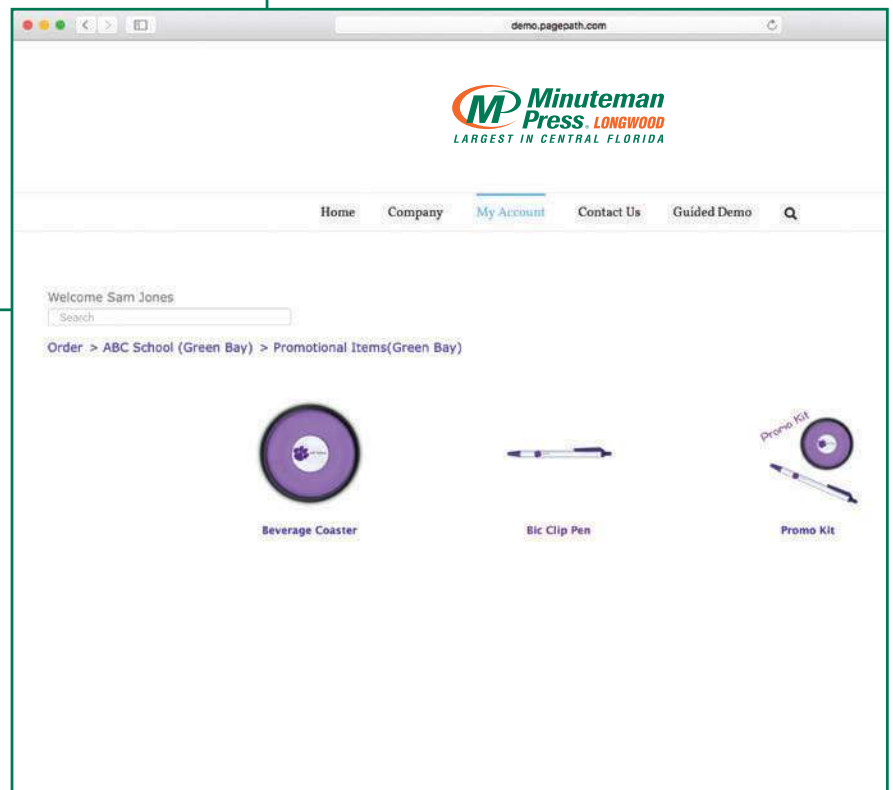 demo.pagepath.com
MP Minuteman
Press. LONGWOOD
LARGEST IN CENTRAL FLORIDA
Home Company My Account Contact Us Guided Demo
Welcome Sam Jones
Search
Order > ABC School (Green Bay) > Promotional Items(Green Bay)
Promo Kit
Beverage Coaster Bic Clip Pen Promo Kit